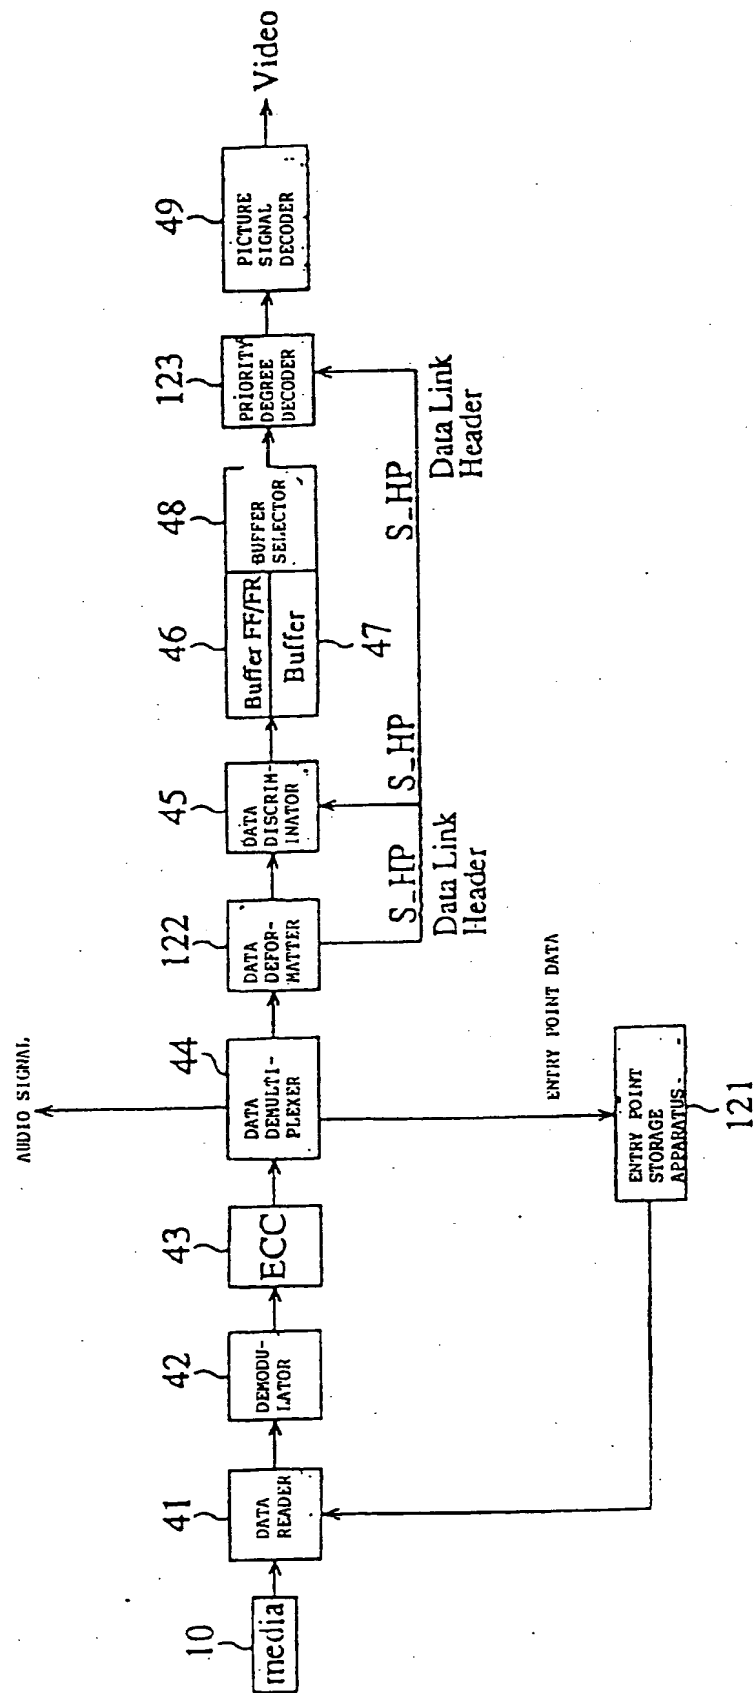 10
media
41
DATA
READER
42
DEMODU-
LATOR
43
ECC
AUDIO SIGNAL
44
DATA
DEMULTI-
PLEXER
ENTRY POINT DATA
ENTRY POINT
STORAGE
APPARATUS
121
122
DATA
DEFOR-
MATTER
S_HP
Data Link
Header
45
DATA
DISCRIM-
INATOR
S_HP
46
Buffer FF/FR
Buffer
47
48
BUFFER
SELECTOR
S_HP
Data Link
Header
123
PRIORITY
DEGREE
DECODER
49
PICTURE
SIGNAL
DECODER
Video